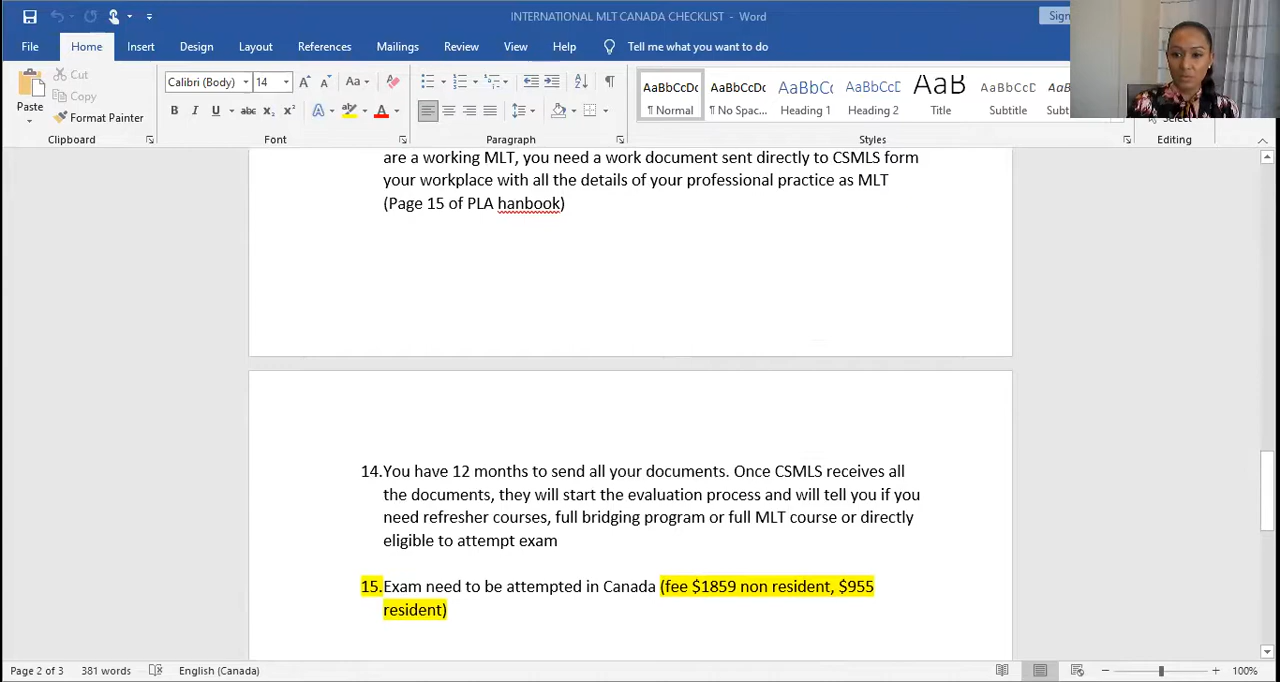 INTERNATIONAL MLT CANADA CHECKLIST - Word
Sign
File Home Insert Design Layout References Mailings Review View Help Tell me what you want to do
Paste
Cut
Copy
Format Painter
Calibri (Body) 14
Aa
abc
AaBbCcDc AaBbCcDc AaBbCc AaBbCcD AaB AaBbCcD
¶ Normal ¶ No Spac... Heading 1 Heading 2 Title Subtitle
Select
Clipboard Font Paragraph Styles Editing
are a working MLT, you need a work document sent directly to CSMLS form
your workplace with all the details of your professional practice as MLT
(Page 15 of PLA hanbook)
14.You have 12 months to send all your documents. Once CSMLS receives all
the documents, they will start the evaluation process and will tell you if you
need refresher courses, full bridging program or full MLT course or directly
eligible to attempt exam
15.Exam need to be attempted in Canada (fee $1859 non resident, $955
resident)
Page 2 of 3 381 words English (Canada) 100%